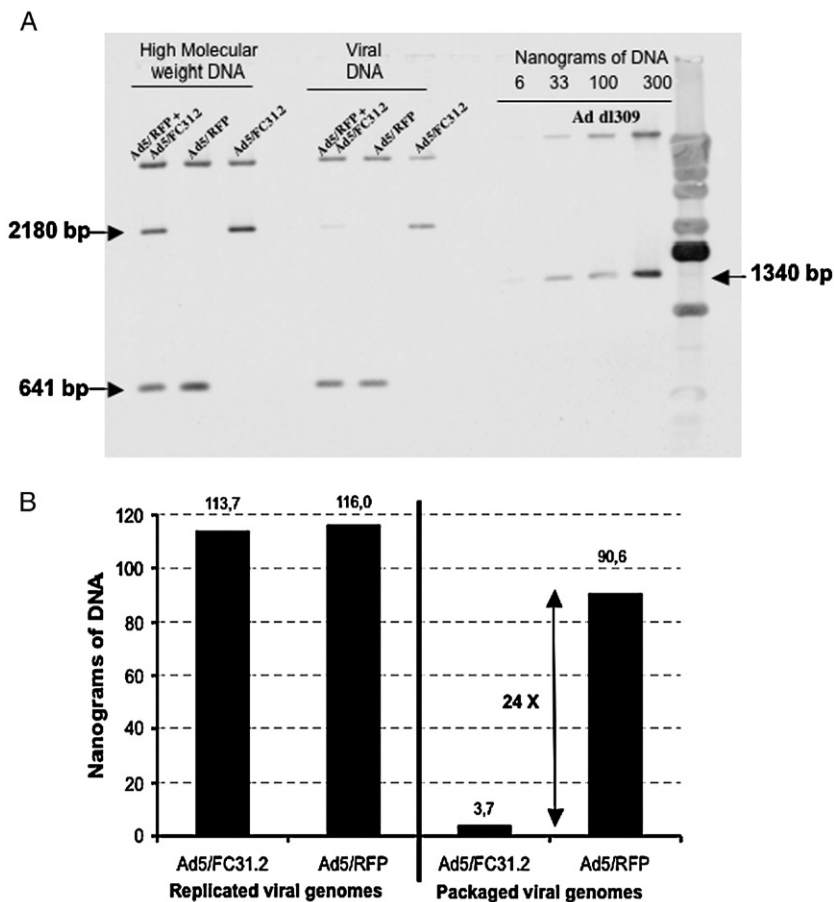 A
High Molecular
weight DNA
Viral
DNA
Nanograms of DNA
6 33 100 300
Ad dl309
Ad5/RFP +
Ad5/FC31.2
Ad5/RFP
Ad5/FC31.2
Ad5/RFP +
Ad5/FC31.2
Ad5/RFP
Ad5/FC31.2
2180 bp
1340 bp
641 bp
B
Nanograms of DNA
120
100
80
60
40
20
0
113,7
116,0
90,6
24 X
3,7
Ad5/FC31.2 Ad5/RFP Ad5/FC31.2 Ad5/RFP
Replicated viral genomes Packaged viral genomes